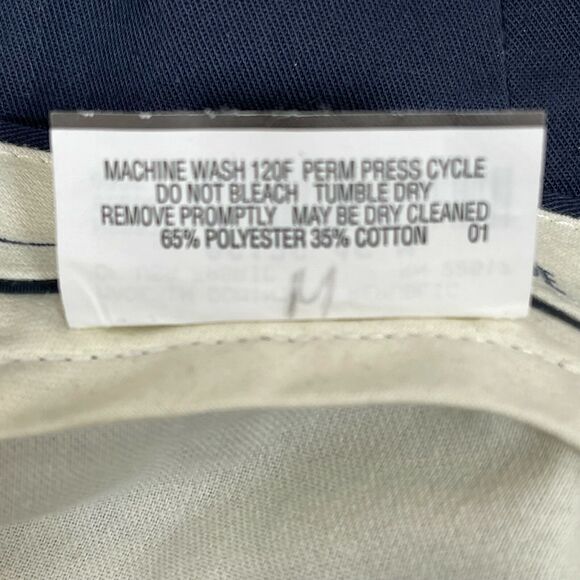 MACHINE WASH 120F PERM PRESS CYCLE
DO NOT BLEACH TUMBLE DRY
REMOVE PROMPTLY MAY BE DRY CLEANED
65% POLYESTER 35% COTTON 01
M